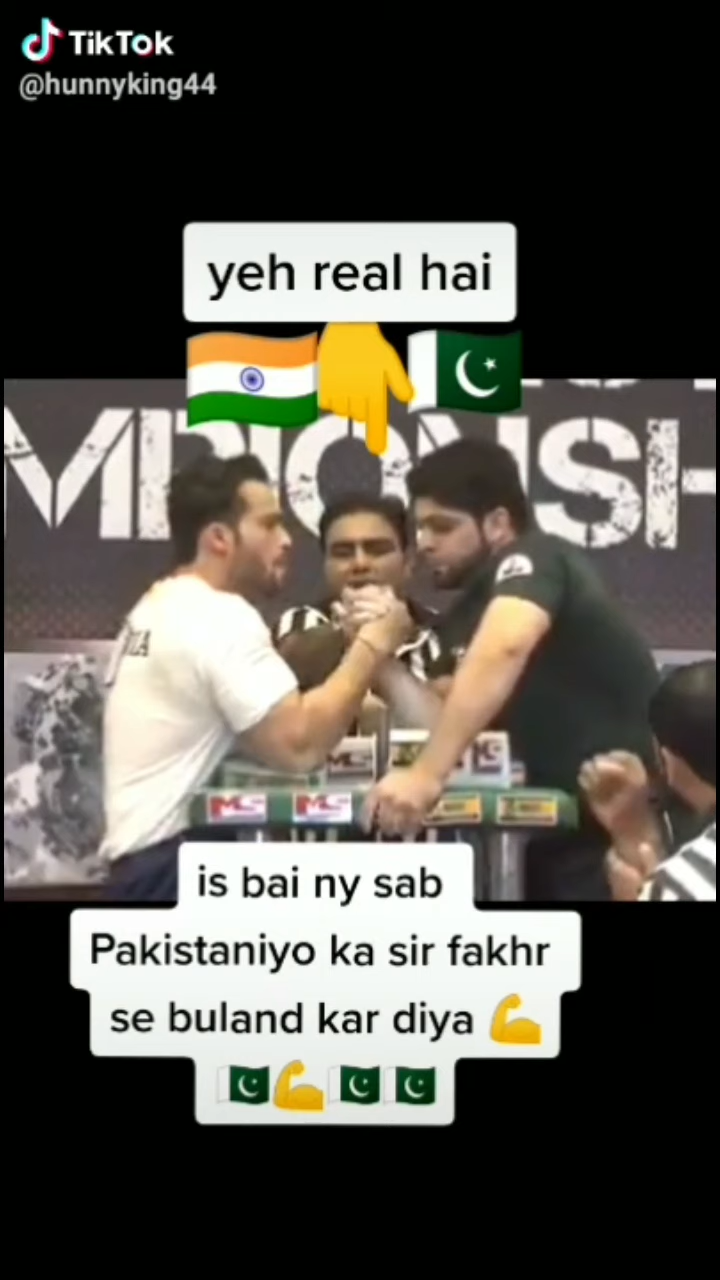 TikTok
@hunnyking44
yeh real hai
is bai ny sab
Pakistaniyo ka sir fakhr
se buland kar diya 💪
🇵🇰💪🇵🇰🇵🇰